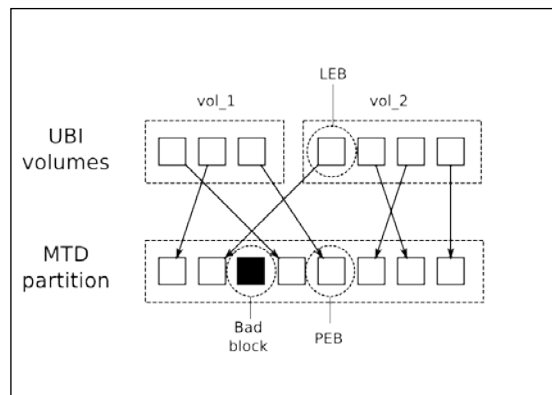 LEB
vol_1
vol_2
UBI
volumes
MTD
partition
Bad
block
PEB